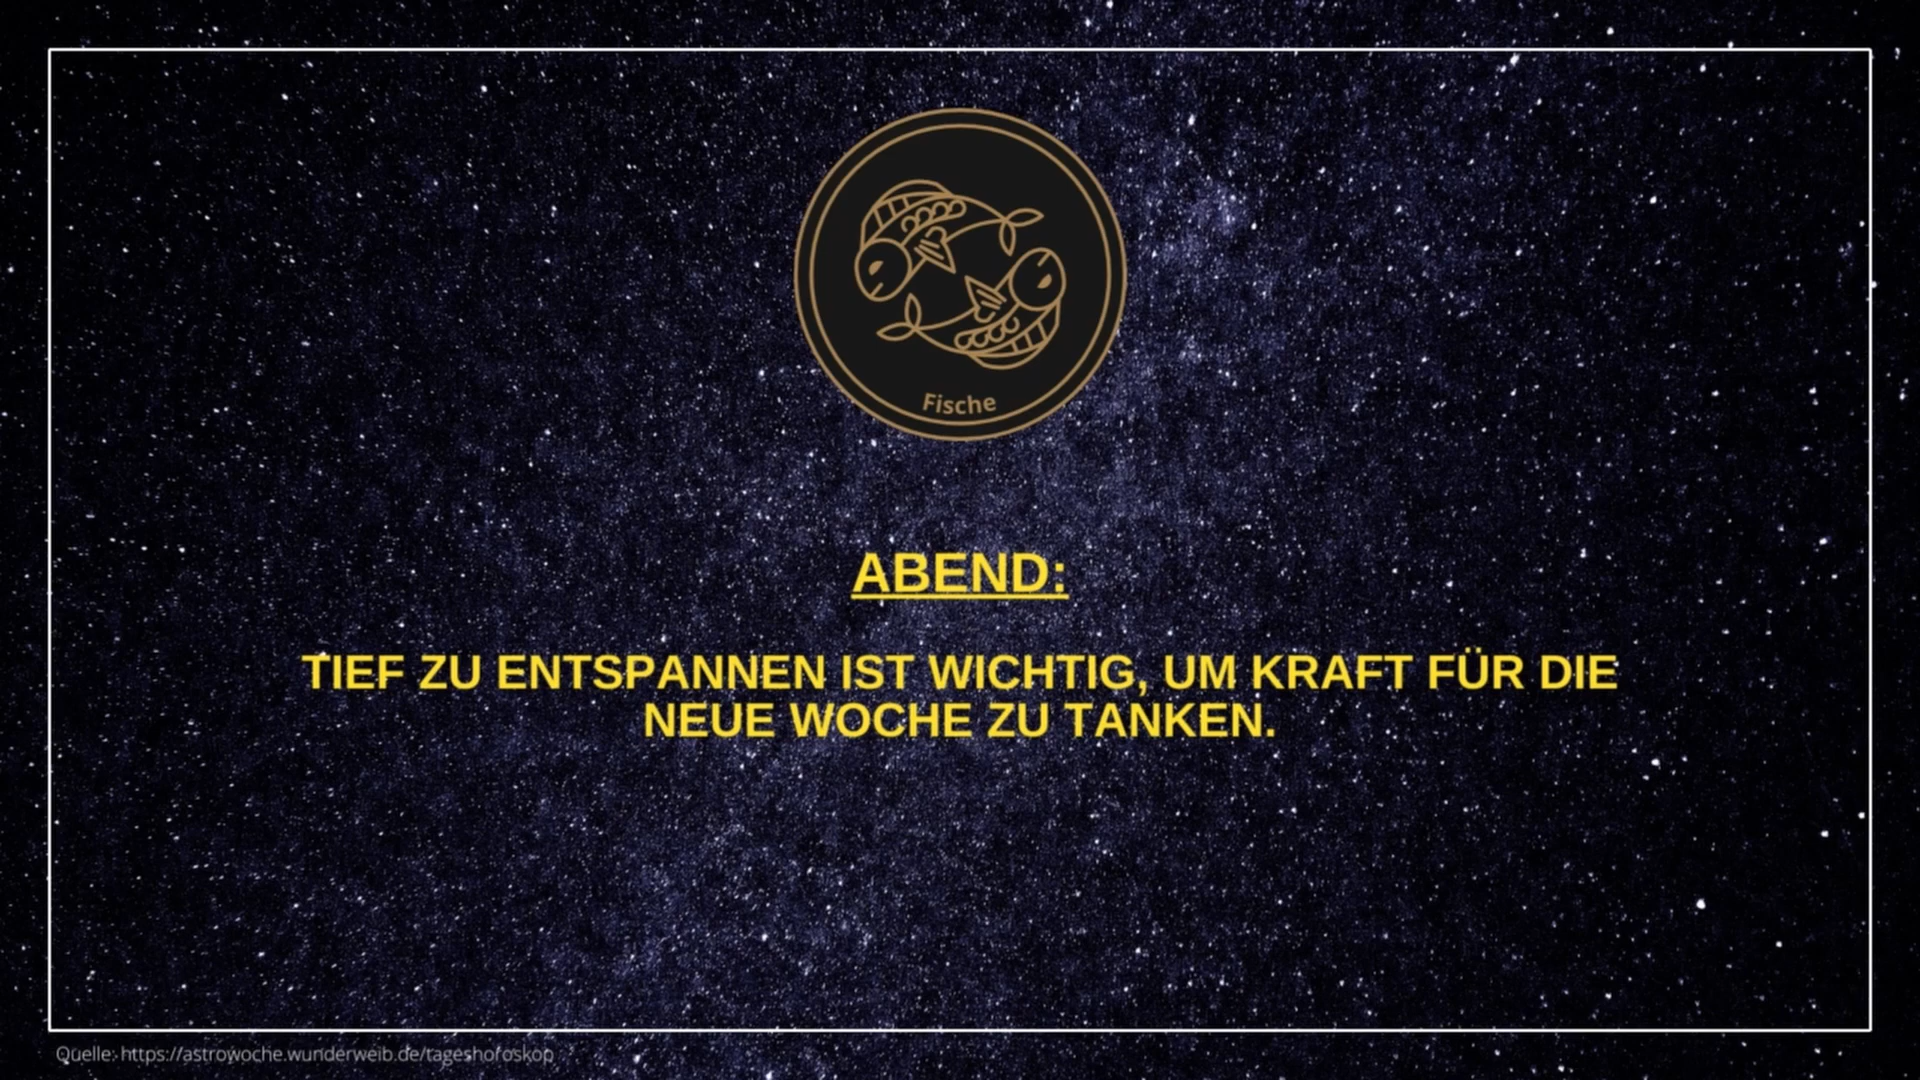 Fische
ABEND:
TIEF ZU ENTSPANNEN IST WICHTIG, UM KRAFT FÜR DIE
NEUE WOCHE ZU TANKEN.
Quelle: https://astrowoche.wunderweib.de/tageshoroskop